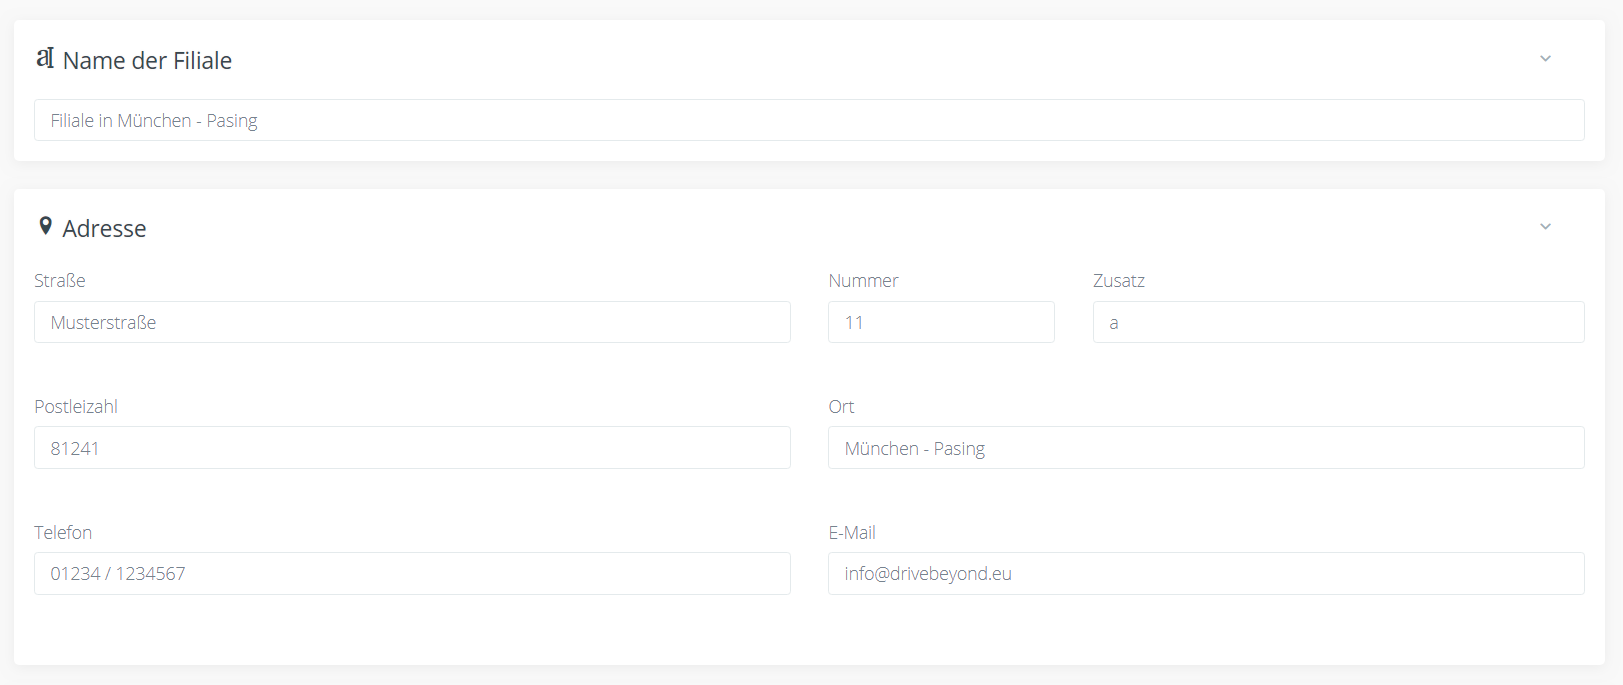 Name der Filiale
Filiale in München - Pasing
Adresse
Straße Nummer Zusatz
Musterstraße 11 a
Postleizahl Ort
81241 München - Pasing
Telefon E-Mail
01234 / 1234567 info@drivebeyond.eu